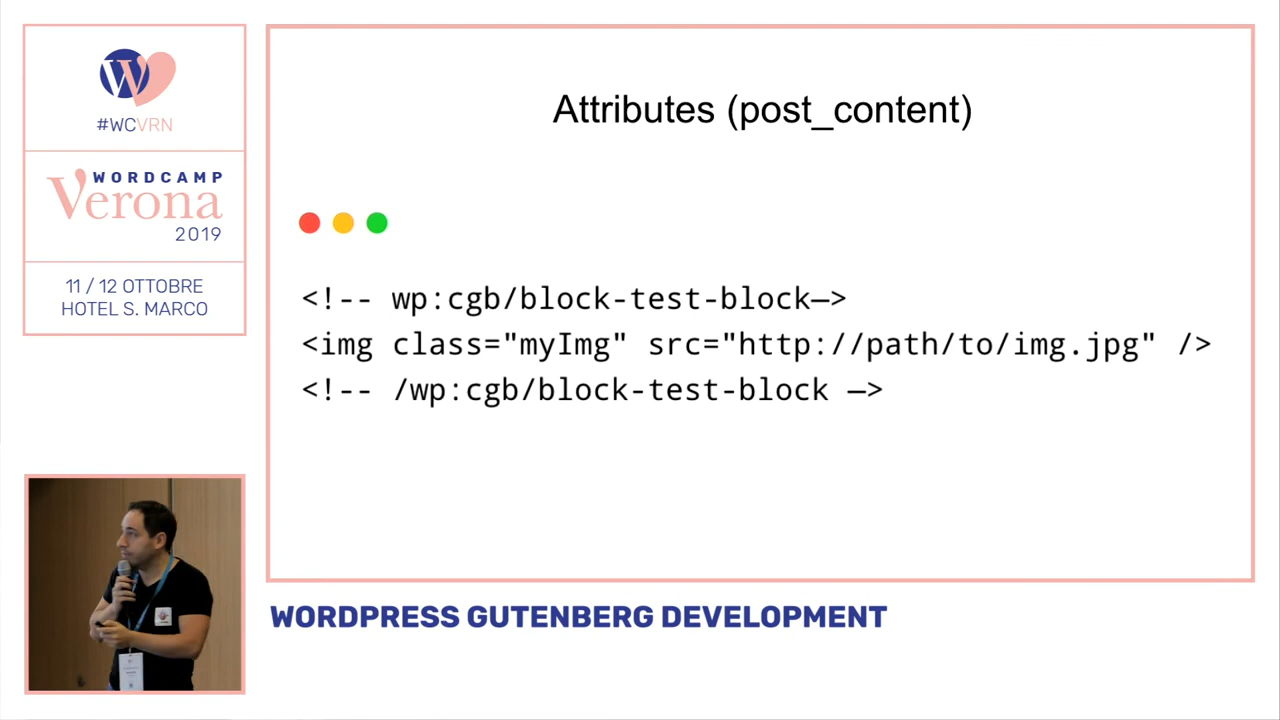 #WCVRN
WORDCAMP
Verona
2019
11 / 12 OTTOBRE
HOTEL S. MARCO
Attributes (post_content)
<!-- wp:cgb/block-test-block—>
<img class="myImg" src="http://path/to/img.jpg" />
<!-- /wp:cgb/block-test-block —>
WORDPRESS GUTENBERG DEVELOPMENT